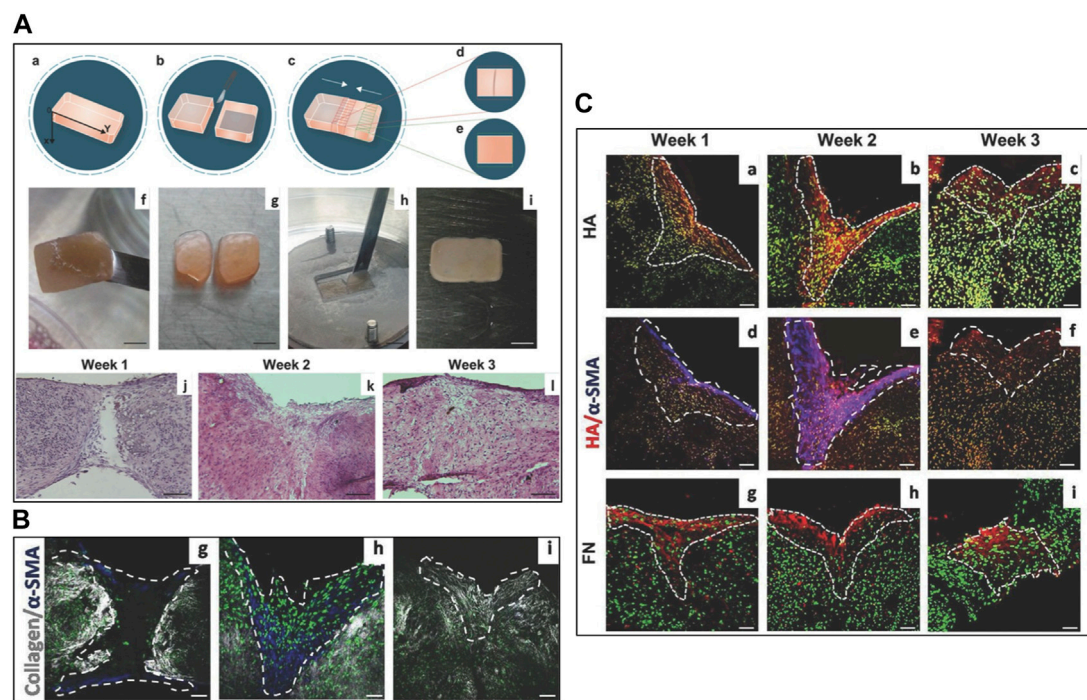 A
a b c d
e
f g h i
Week 1 Week 2 Week 3
j k l
B
Collagen/α-SMA
g h i
C
Week 1 Week 2 Week 3
HA
a b c
HA/α-SMA
d e f
FN
g h i
x
Y